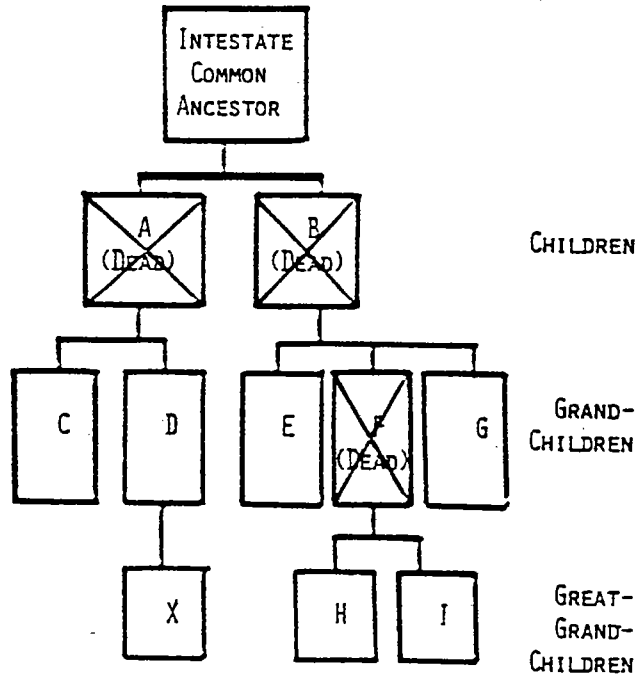 INTESTATE
COMMON
ANCESTOR
A
(DEAD)
B
(DEAD)
CHILDREN
C
D
E
F
(DEAD)
G
GRAND-
CHILDREN
X
H
I
GREAT-
GRAND-
CHILDREN